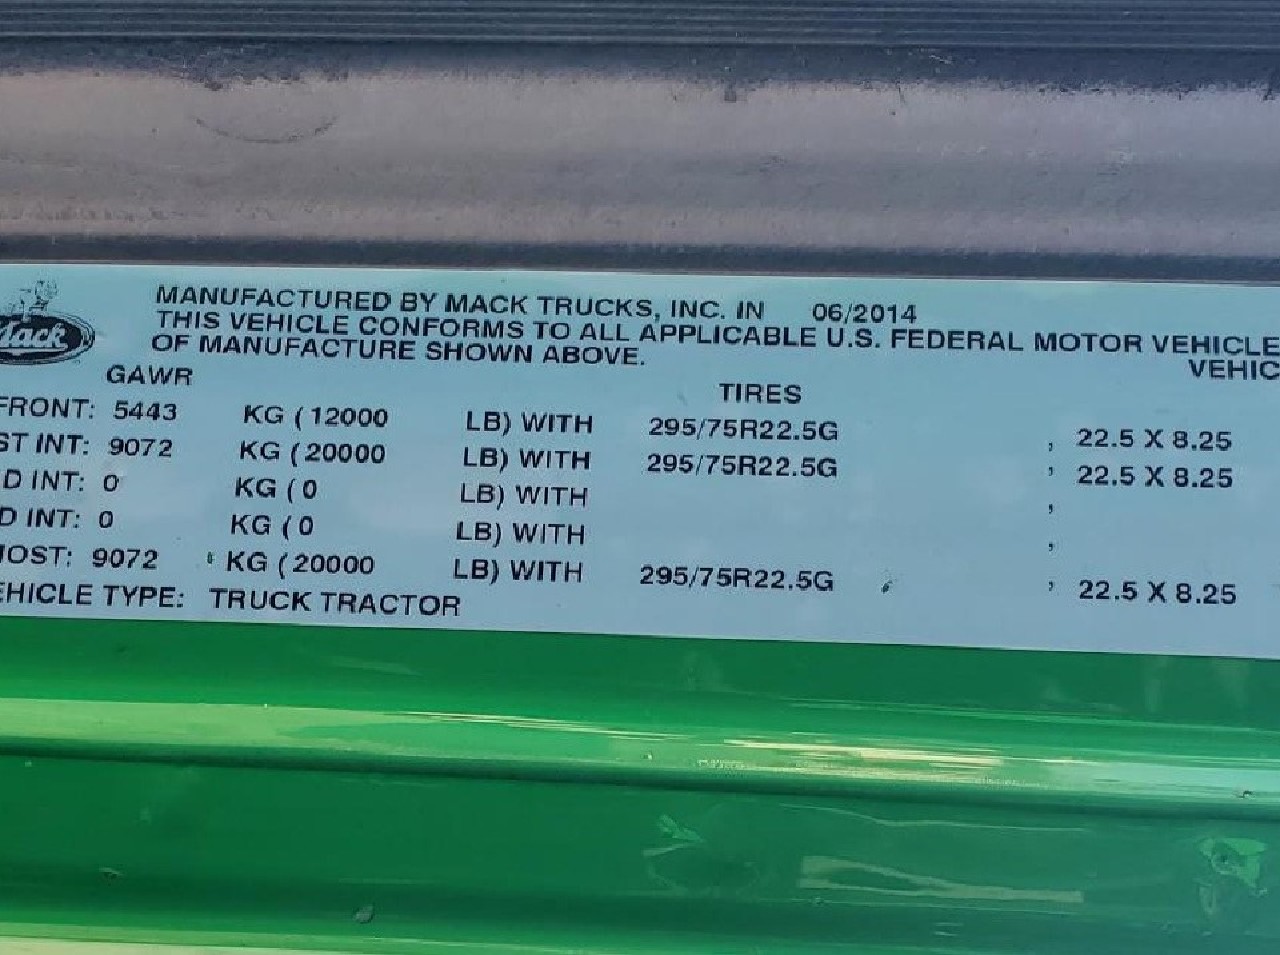 MANUFACTURED BY MACK TRUCKS, INC. IN 06/2014
THIS VEHICLE CONFORMS TO ALL APPLICABLE U.S. FEDERAL MOTOR VEHICLE
OF MANUFACTURE SHOWN ABOVE.
VEHIC
Mack
GAWR TIRES
FRONT: 5443 KG (12000 LB) WITH 295/75R22.5G , 22.5 X 8.25
ST INT: 9072 KG (20000 LB) WITH 295/75R22.5G , 22.5 X 8.25
D INT: 0 KG (0 LB) WITH ,
D INT: 0 KG (0 LB) WITH ,
MOST: 9072 KG (20000 LB) WITH 295/75R22.5G , 22.5 X 8.25
EHICLE TYPE: TRUCK TRACTOR